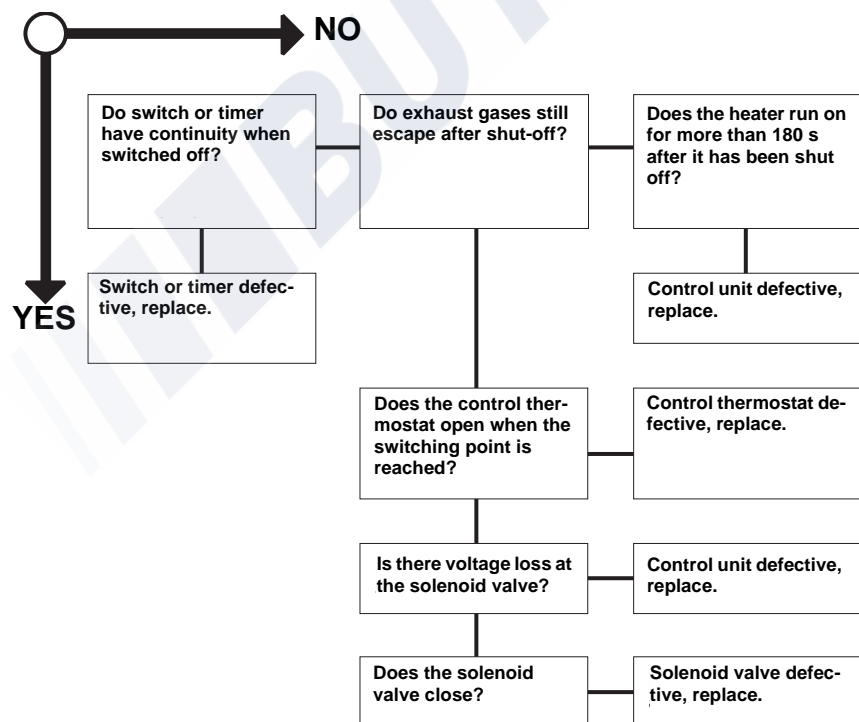 NO
YES
Do switch or timer
have continuity when
switched off?
Do exhaust gases still
escape after shut-off?
Does the heater run on
for more than 180 s
after it has been shut
off?
Switch or timer defec-
tive, replace.
Control unit defective,
replace.
Does the control ther-
mostat open when the
switching point is
reached?
Control thermostat de-
fective, replace.
Is there voltage loss at
the solenoid valve?
Control unit defective,
replace.
Does the solenoid
valve close?
Solenoid valve defec-
tive, replace.